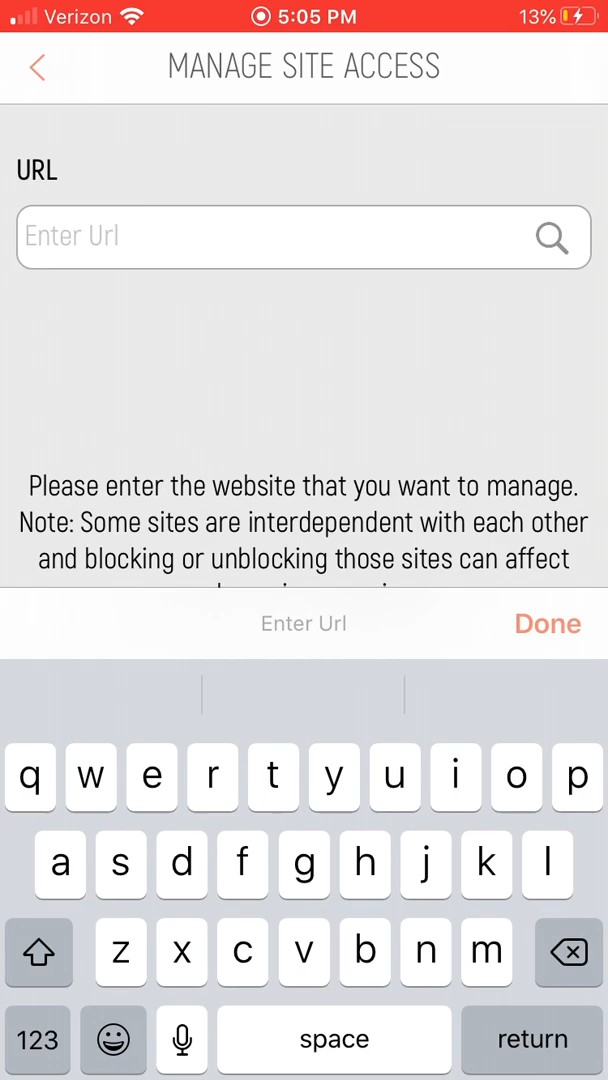 Verizon 5:05 PM 13%
MANAGE SITE ACCESS
URL
Enter Url
Please enter the website that you want to manage.
Note: Some sites are interdependent with each other
and blocking or unblocking those sites can affect
Enter Url Done
q w e r t y u i o p
a s d f g h j k l
z x c v b n m
123 space return